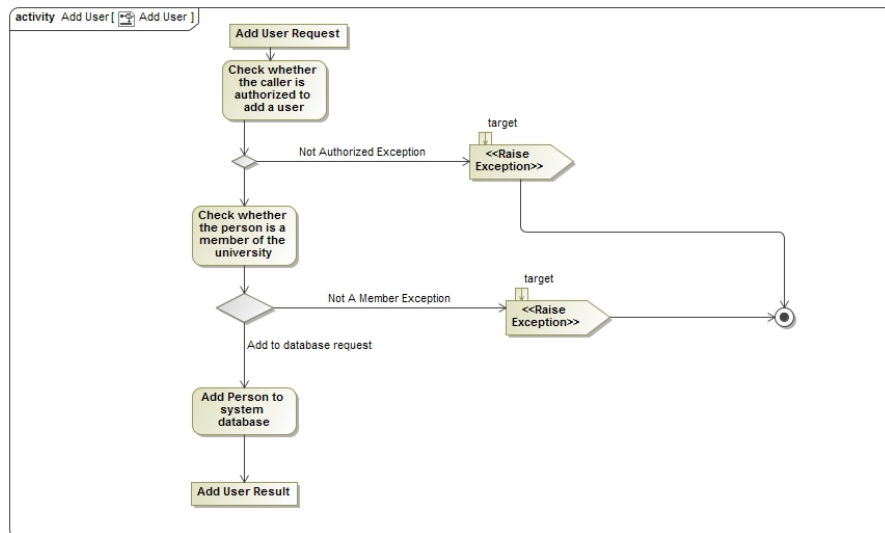 activity Add User[ Add User ]
Add User Request
Check whether
the caller is
authorized to
add a user
target
Not Authorized Exception
<<Raise
Exception>>
Check whether
the person is a
member of the
university
target
Not A Member Exception
<<Raise
Exception>>
Add to database request
Add Person to
system
database
Add User Result